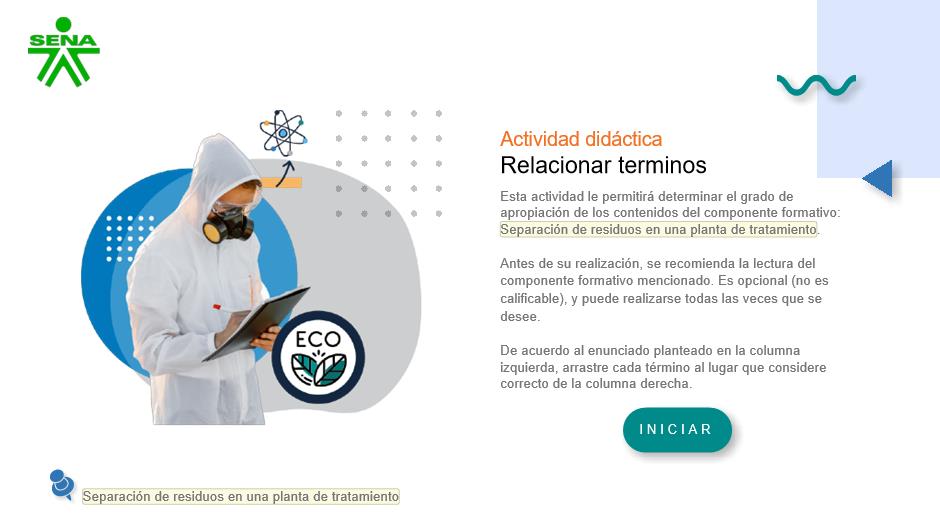 SENA
Actividad didáctica
Relacionar terminos
Esta actividad le permitirá determinar el grado de
apropiación de los contenidos del componente formativo:
Separación de residuos en una planta de tratamiento.
Antes de su realización, se recomienda la lectura del
componente formativo mencionado. Es opcional (no es
calificable), y puede realizarse todas las veces que se
desee.
De acuerdo al enunciado planteado en la columna
izquierda, arrastre cada término al lugar que considere
correcto de la columna derecha.
ECO
INICIAR
Separación de residuos en una planta de tratamiento